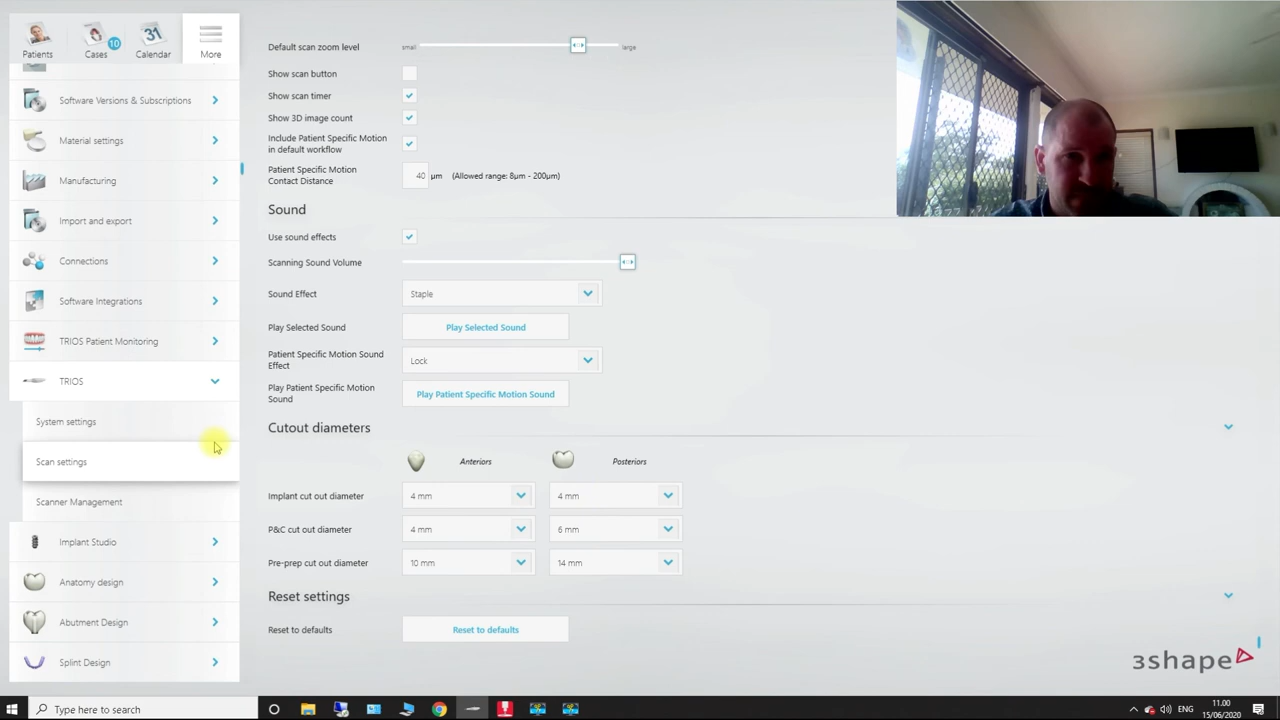 Patients
Cases
10
31
Calendar
More
Software Versions & Subscriptions
Material settings
Manufacturing
Import and export
Connections
Software Integrations
TRIOS Patient Monitoring
TRIOS
System settings
Scan settings
Scanner Management
Implant Studio
Anatomy design
Abutment Design
Splint Design
Default scan zoom level small large
Show scan button
Show scan timer
Show 3D image count
Include Patient Specific Motion
in default workflow
Patient Specific Motion
Contact Distance
40 µm (Allowed range: 8µm - 200µm)
Sound
Use sound effects
Scanning Sound Volume
Sound Effect Staple
Play Selected Sound Play Selected Sound
Patient Specific Motion Sound
Effect
Lock
Play Patient Specific Motion
Sound
Play Patient Specific Motion Sound
Cutout diameters
Anteriors Posteriors
Implant cut out diameter 4 mm 4 mm
P&C cut out diameter 4 mm 6 mm
Pre-prep cut out diameter 10 mm 14 mm
Reset settings
Reset to defaults Reset to defaults
3shape
Type here to search
ENG
11.00
15/06/2020